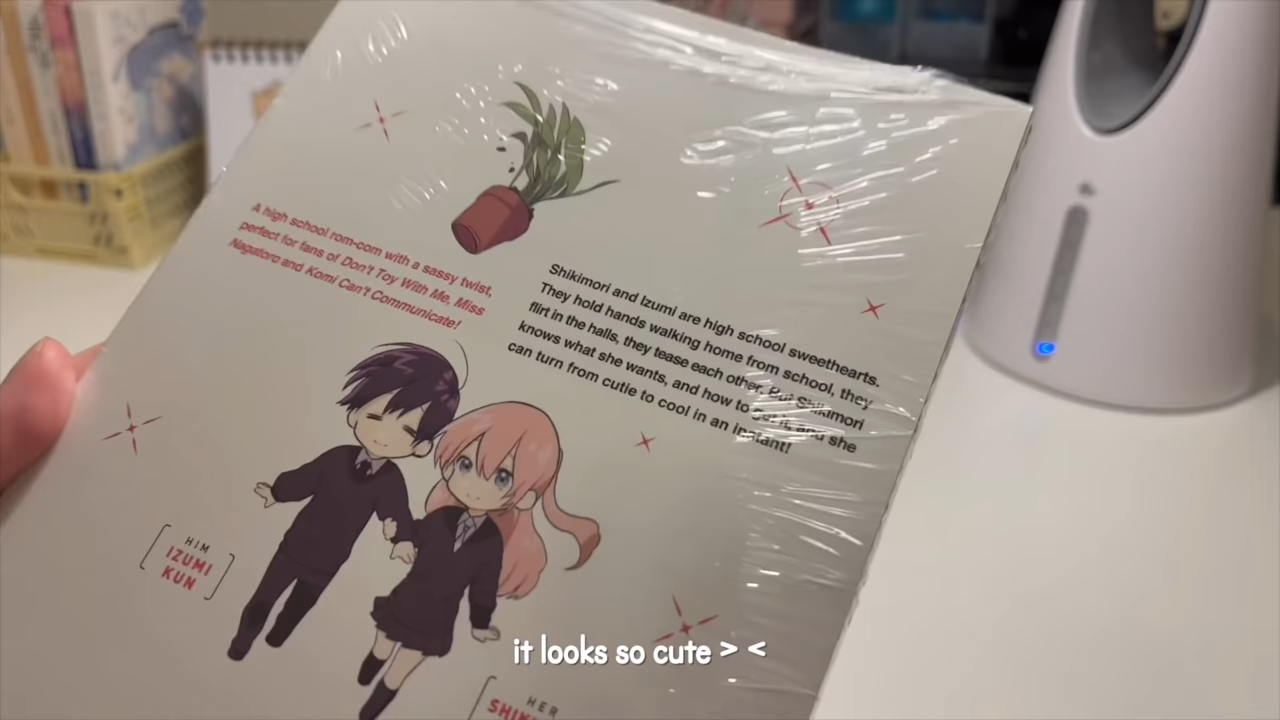 A high school rom-com with a sassy twist,
perfect for fans of Don't Toy With Me, Miss
Nagatoro and Komi Can't Communicate!
Shikimori and Izumi are high school sweethearts.
They hold hands walking home from school, they
flirt in the halls, they tease each other. But Shikimori
knows what she wants, and how to get it, and she
can turn from cutie to cool in an instant!
HIM
IZUMI
KUN
HER
it looks so cute > <